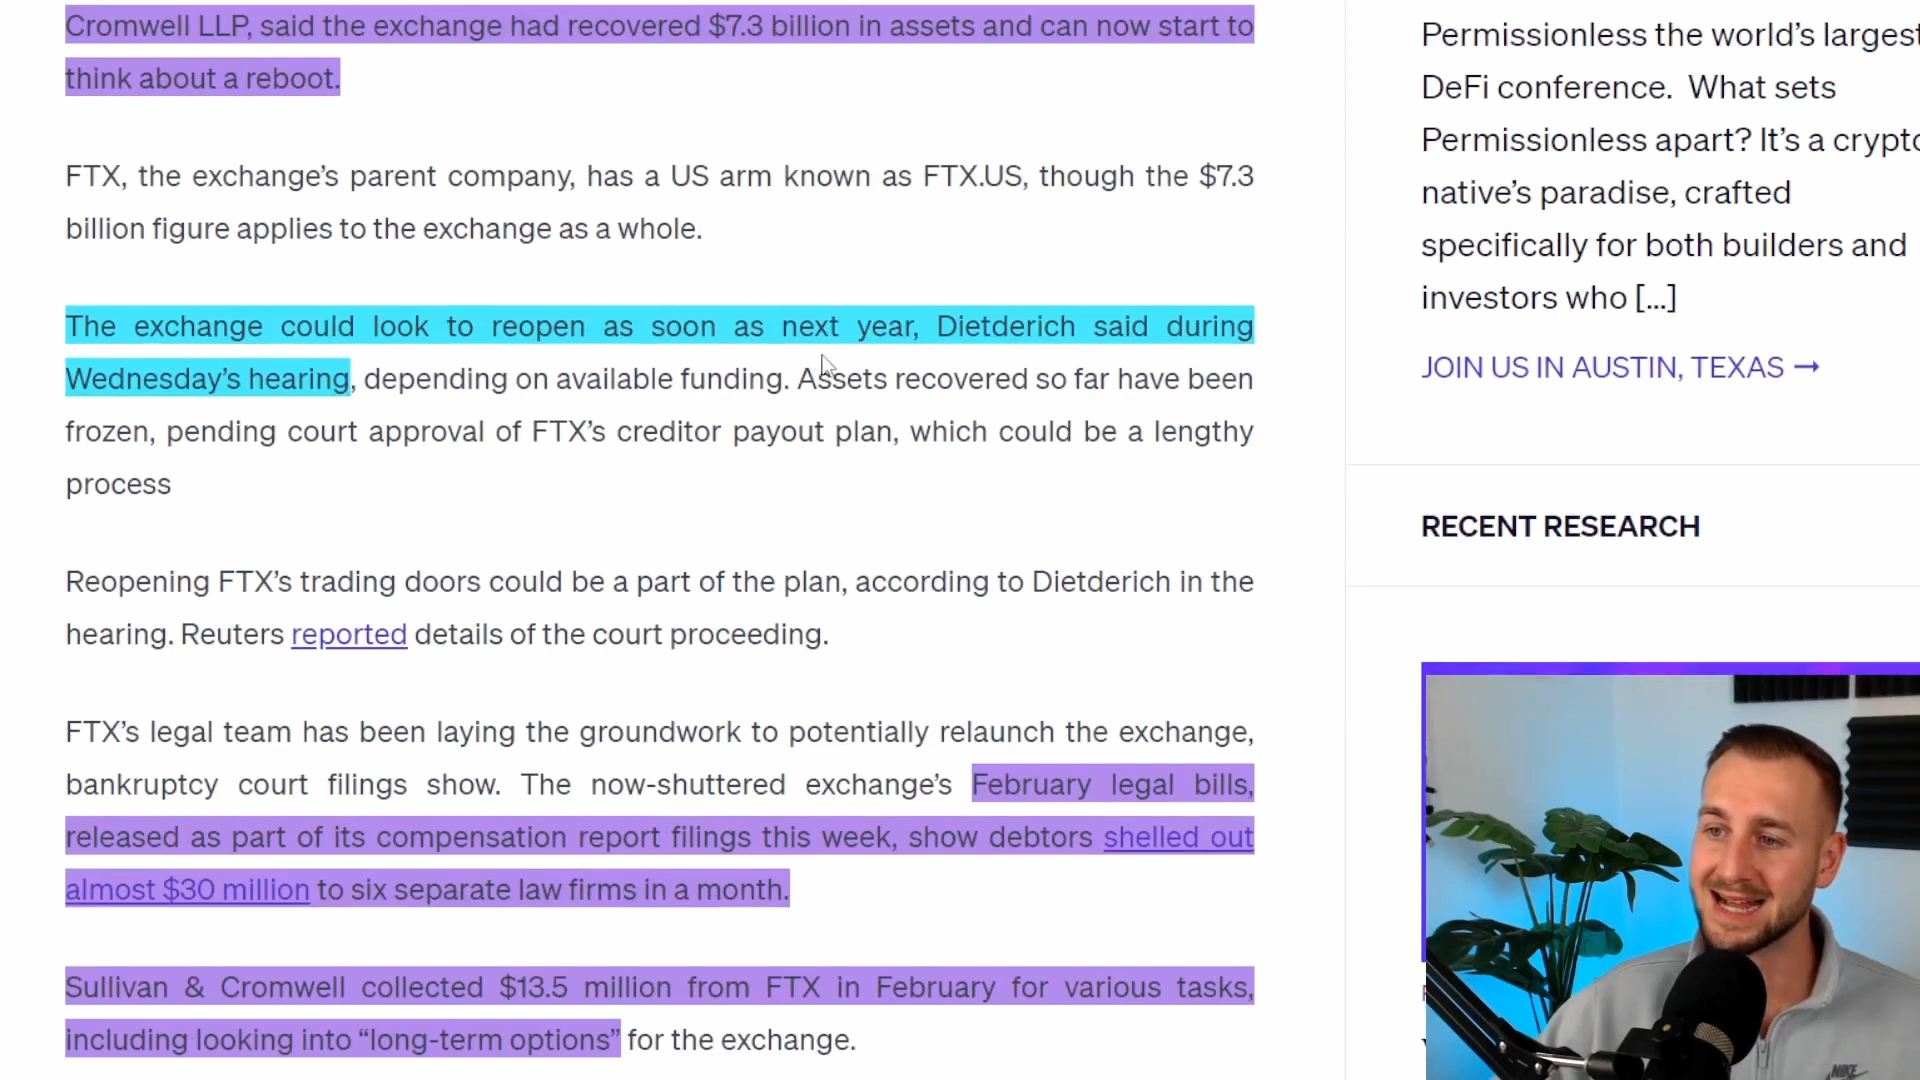 Cromwell LLP, said the exchange had recovered $7.3 billion in assets and can now start to
think about a reboot.
FTX, the exchange’s parent company, has a US arm known as FTX.US, though the $7.3
billion figure applies to the exchange as a whole.
The exchange could look to reopen as soon as next year, Dietderich said during
Wednesday’s hearing, depending on available funding. Assets recovered so far have been
frozen, pending court approval of FTX’s creditor payout plan, which could be a lengthy
process
Reopening FTX’s trading doors could be a part of the plan, according to Dietderich in the
hearing. Reuters reported details of the court proceeding.
FTX’s legal team has been laying the groundwork to potentially relaunch the exchange,
bankruptcy court filings show. The now-shuttered exchange’s February legal bills,
released as part of its compensation report filings this week, show debtors shelled out
almost $30 million to six separate law firms in a month.
Sullivan & Cromwell collected $13.5 million from FTX in February for various tasks,
including looking into “long-term options” for the exchange.
Permissionless the world’s largest
DeFi conference. What sets
Permissionless apart? It’s a crypto
native’s paradise, crafted
specifically for both builders and
investors who [...]
JOIN US IN AUSTIN, TEXAS →
RECENT RESEARCH
NIKE